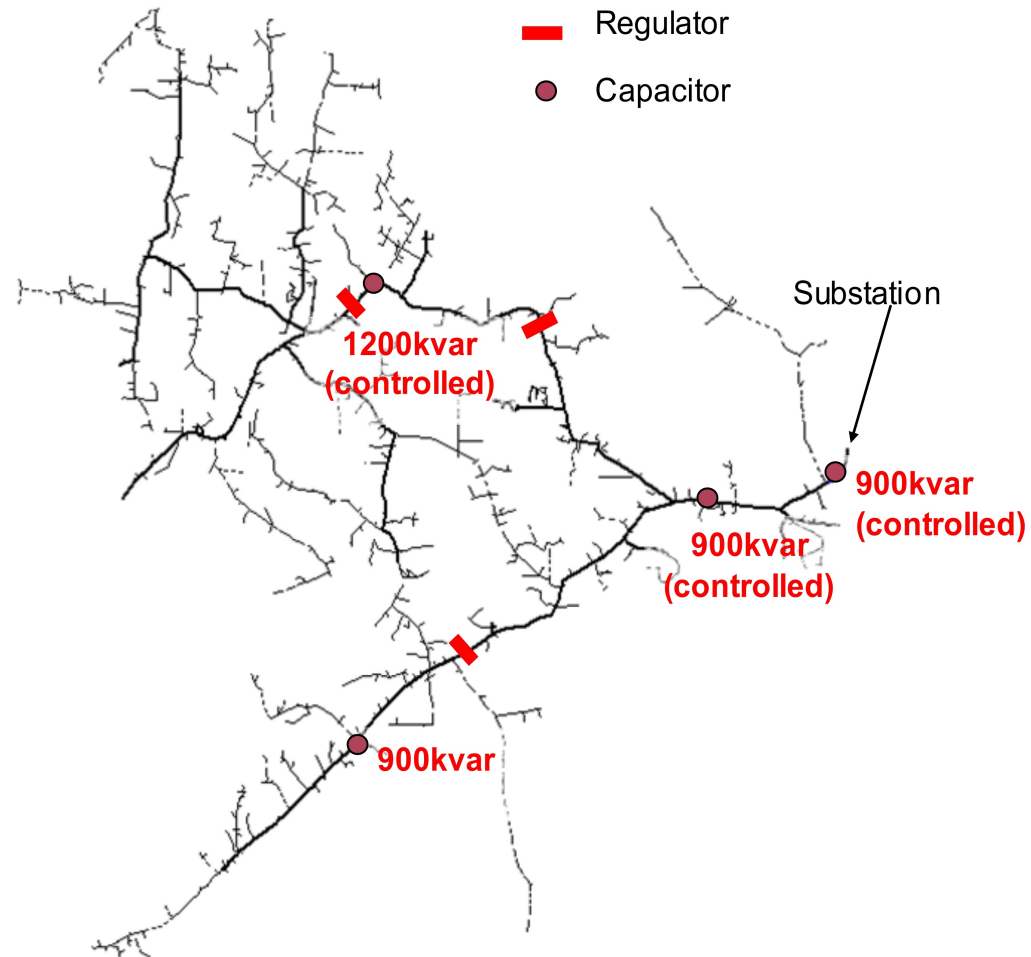 Regulator
Capacitor
Substation
1200kvar
(controlled)
900kvar
(controlled)
900kvar
(controlled)
900kvar